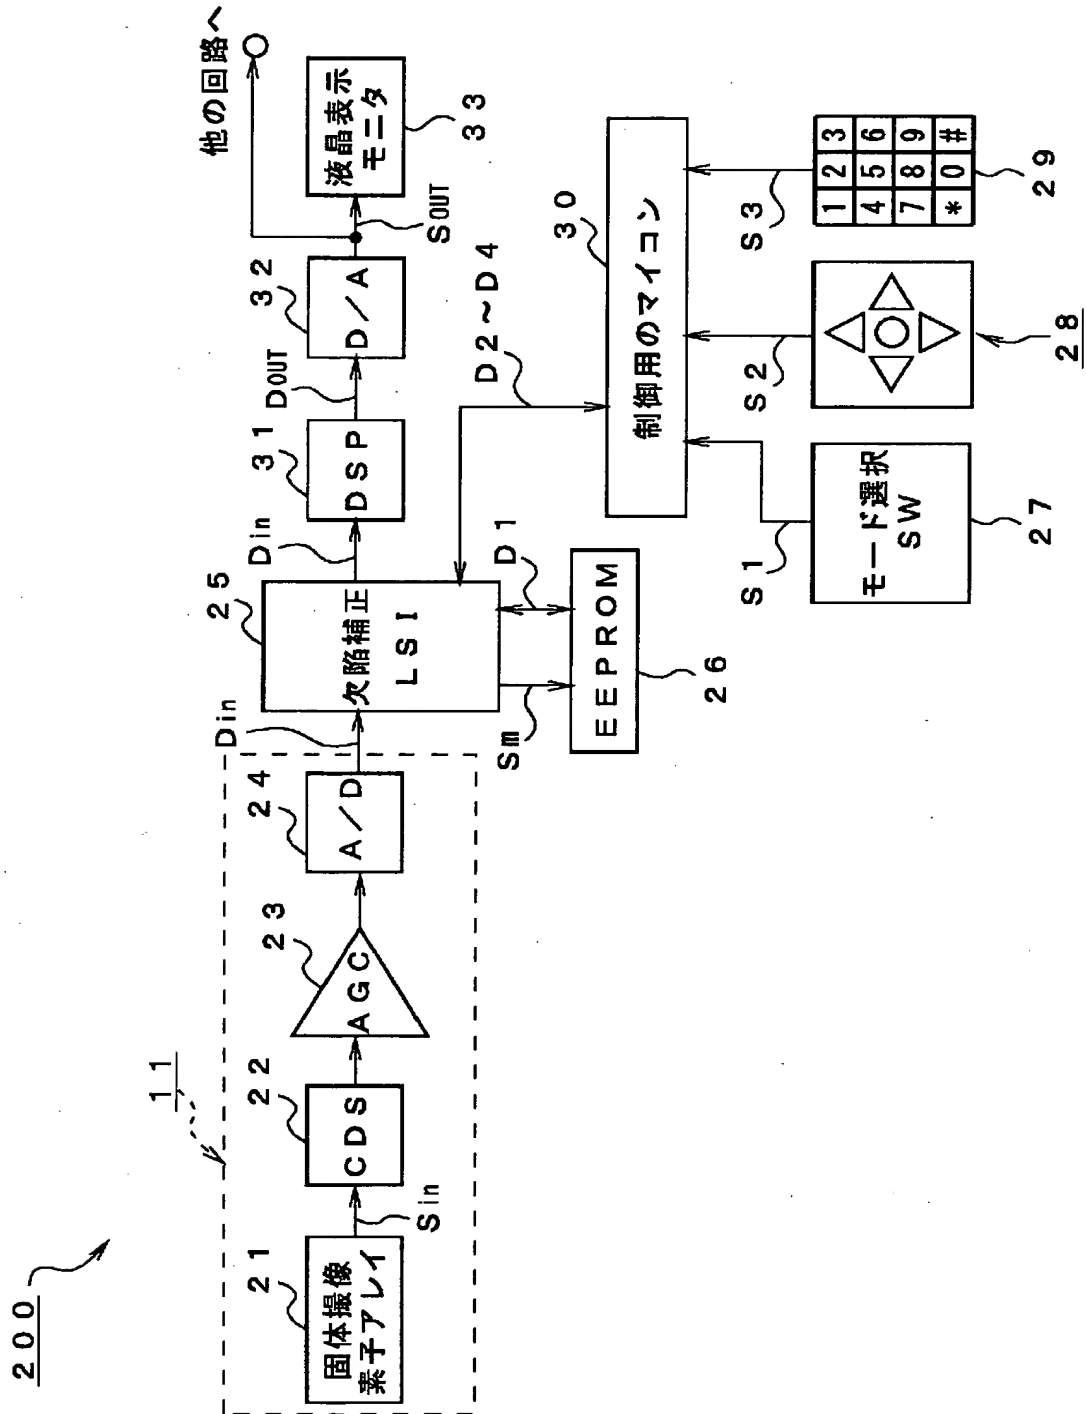 200
11
21
固体撮像
素子アレイ
Sin
22
CDS
23
AGC
24
A/D
Din
25
欠陥補正
LSI
Din
31
DSP
DOUT
32
D/A
SOUT
他の回路へ
液晶表示
モニタ
33
Sm
D1
EEPROM
26
D2〜D4
30
制御用のマイコン
S1
S2
S3
モード選択
SW
27
28
1 2 3
4 5 6
7 8 9
* 0 #
29